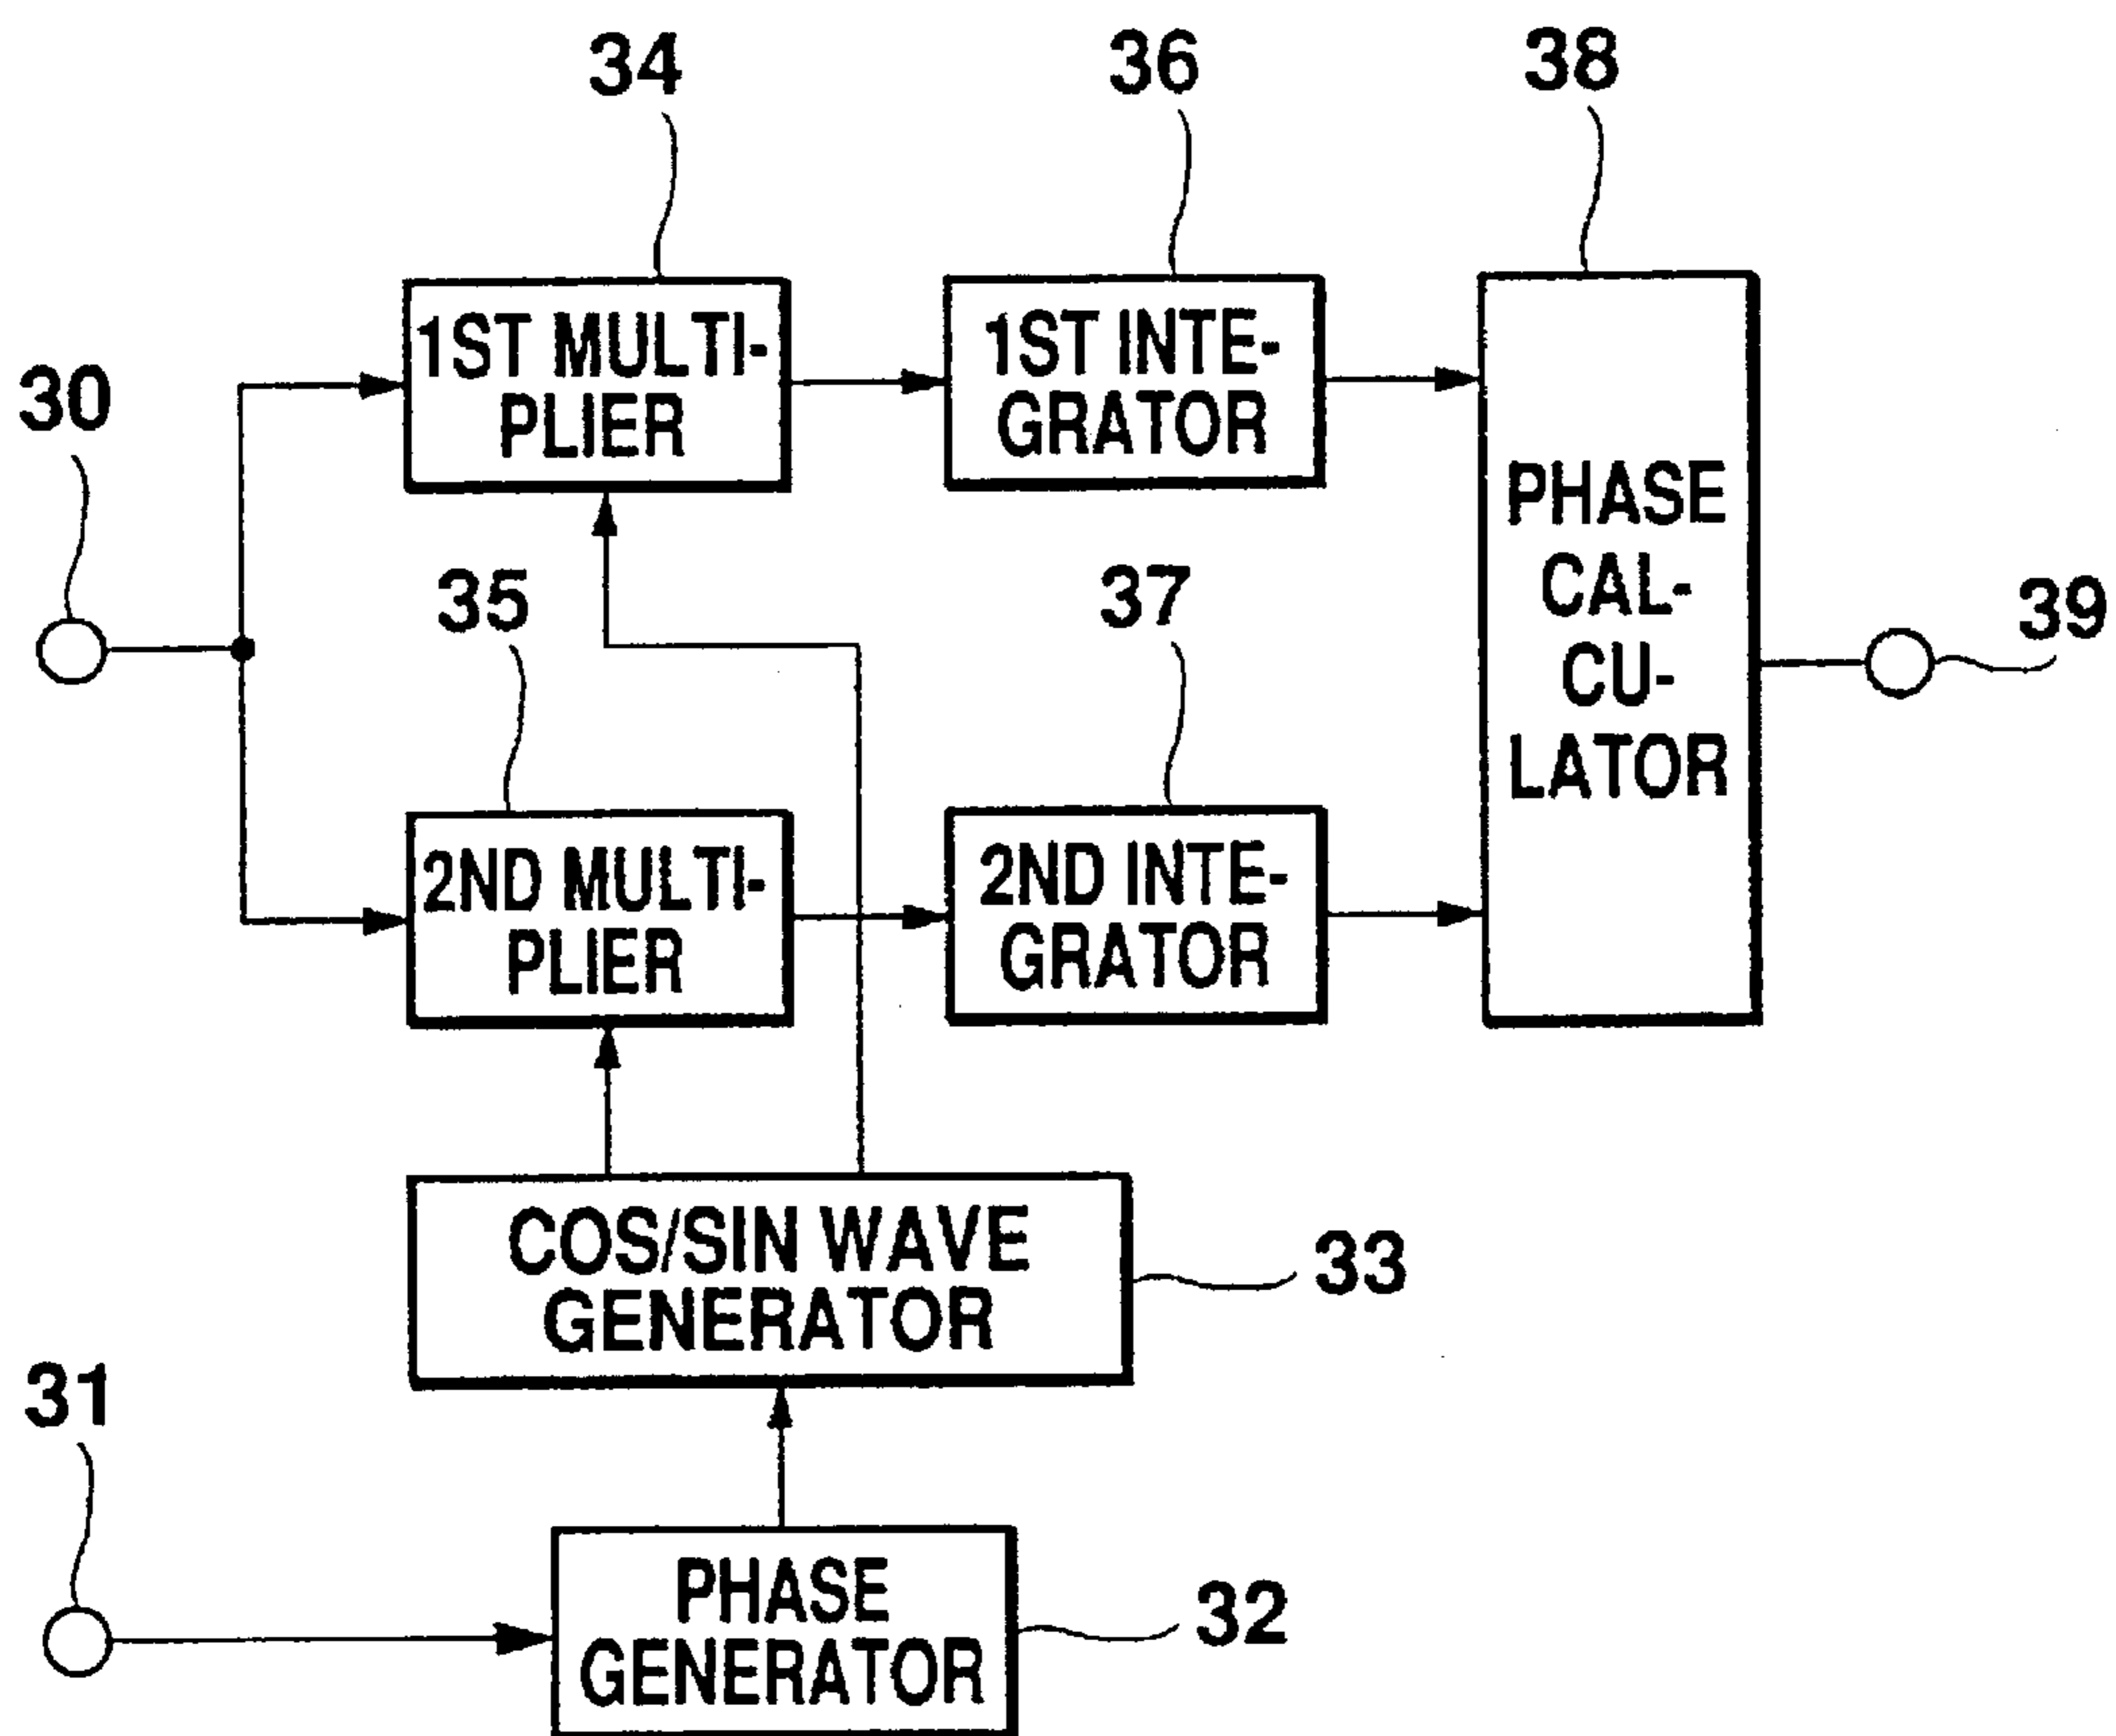 34
36
38
30
1ST MULTI-
PLIER
1ST INTE-
GRATOR
35
37
39
PHASE
CAL-
CU-
LATOR
2ND MULTI-
PLIER
2ND INTE-
GRATOR
COS/SIN WAVE
GENERATOR
33
31
PHASE
GENERATOR
32